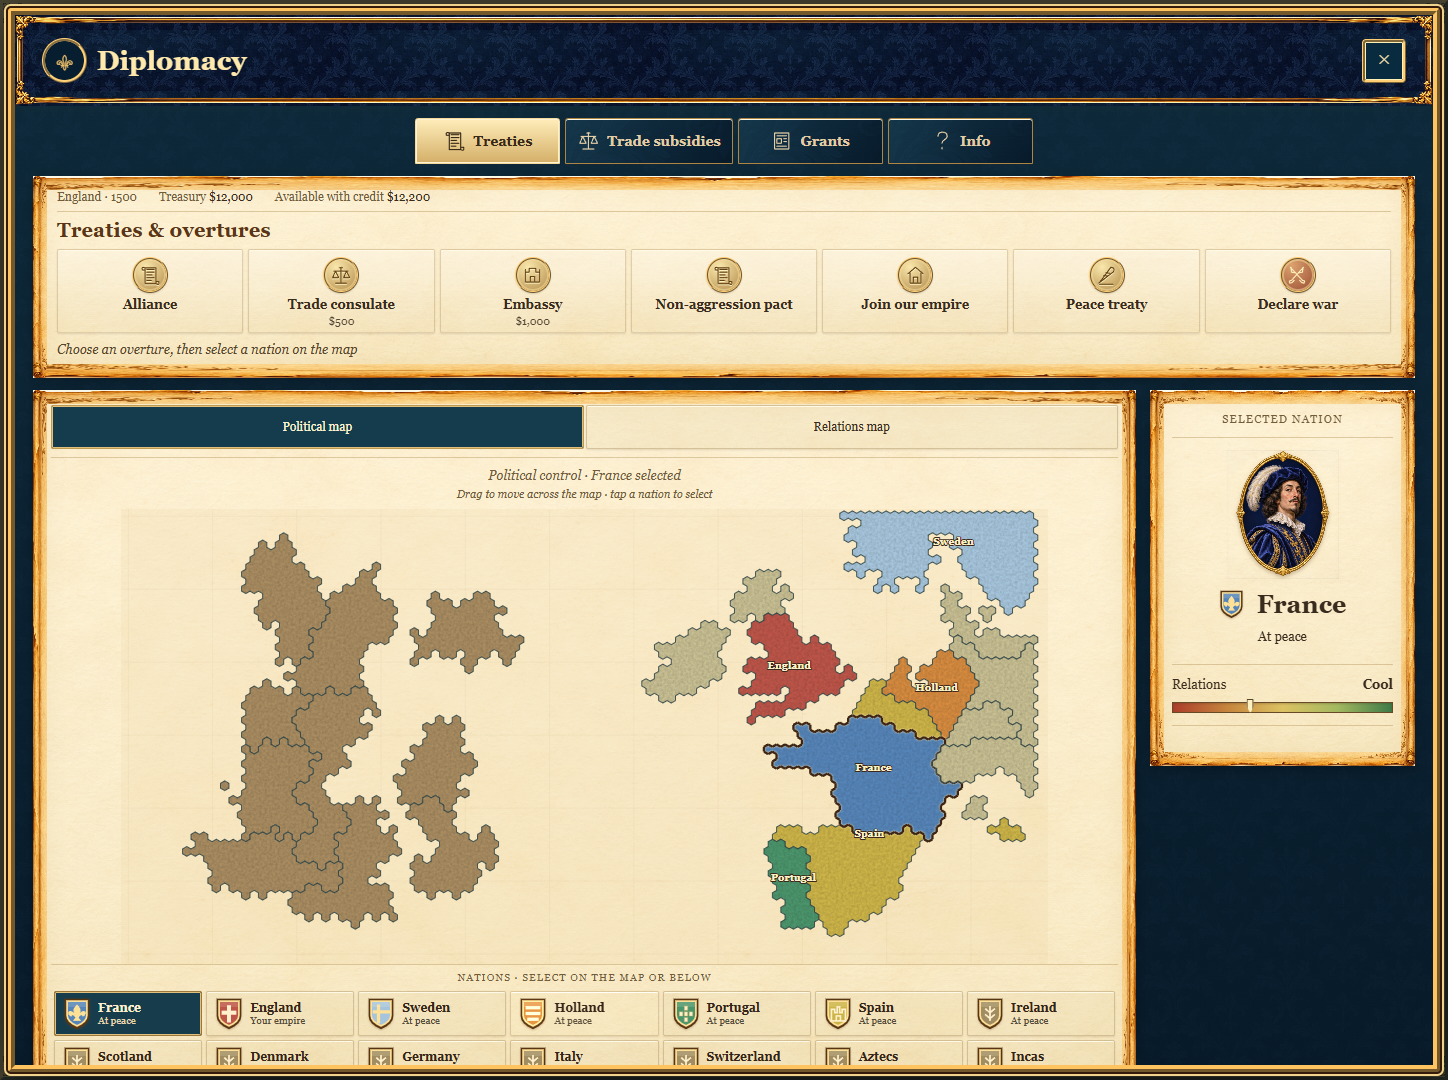 Diplomacy
×
Treaties
Trade subsidies
Grants
? Info
England · 1500 Treasury $12,000 Available with credit $12,200
Treaties & overtures
Alliance
Trade consulate
$500
Embassy
$1,000
Non-aggression pact
Join our empire
Peace treaty
Declare war
Choose an overture, then select a nation on the map
Political map
Relations map
Political control · France selected
Drag to move across the map · tap a nation to select
Sweden
England
Holland
France
Spain
Portugal
NATIONS · SELECT ON THE MAP OR BELOW
France
At peace
England
Your empire
Sweden
At peace
Holland
At peace
Portugal
At peace
Spain
At peace
Ireland
At peace
Scotland
Denmark
Germany
Italy
Switzerland
Aztecs
Incas
SELECTED NATION
France
At peace
Relations Cool